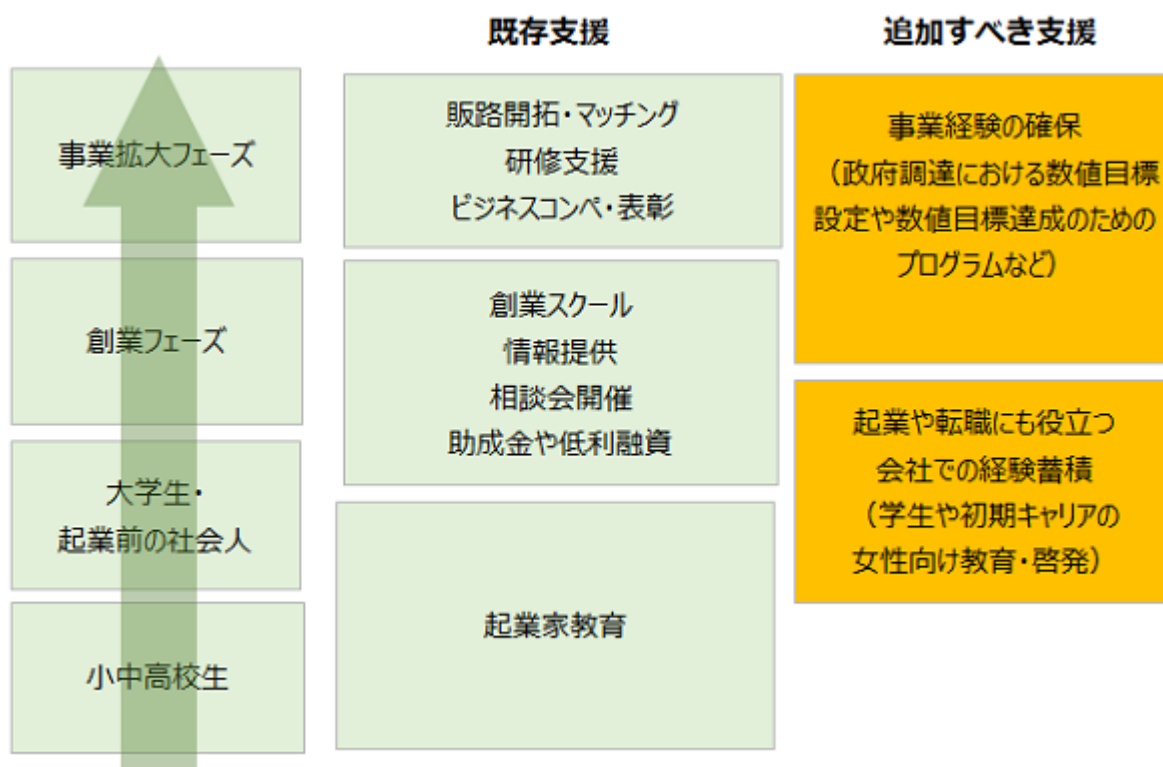 既存支援
追加すべき支援
事業拡大フェーズ
販路開拓・マッチング
研修支援
ビジネスコンペ・表彰
事業経験の確保
（政府調達における数値目標
設定や数値目標達成のための
プログラムなど）
創業フェーズ
創業スクール
情報提供
相談会開催
助成金や低利融資
起業や転職にも役立つ
会社での経験蓄積
（学生や初期キャリアの
女性向け教育・啓発）
大学生・
起業前の社会人
起業家教育
小中高校生